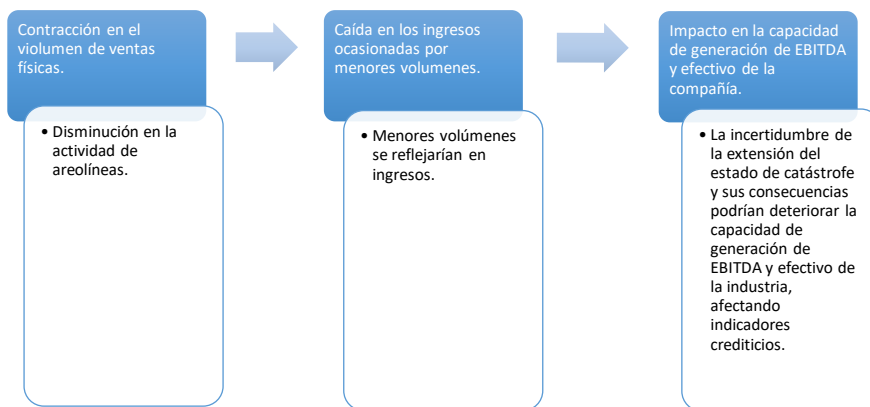 Contracción en el
violumen de ventas
físicas.
• Disminución en la
actividad de
areolíneas.
Caída en los ingresos
ocasionadas por
menores volumenes.
• Menores volúmenes
se reflejarían en
ingresos.
Impacto en la capacidad
de generación de EBITDA
y efectivo de la
compañía.
• La incertidumbre de
la extensión del
estado de catástrofe
y sus consecuencias
podrían deteriorar la
capacidad de
generación de
EBITDA y efectivo de
la industria,
afectando
indicadores
crediticios.